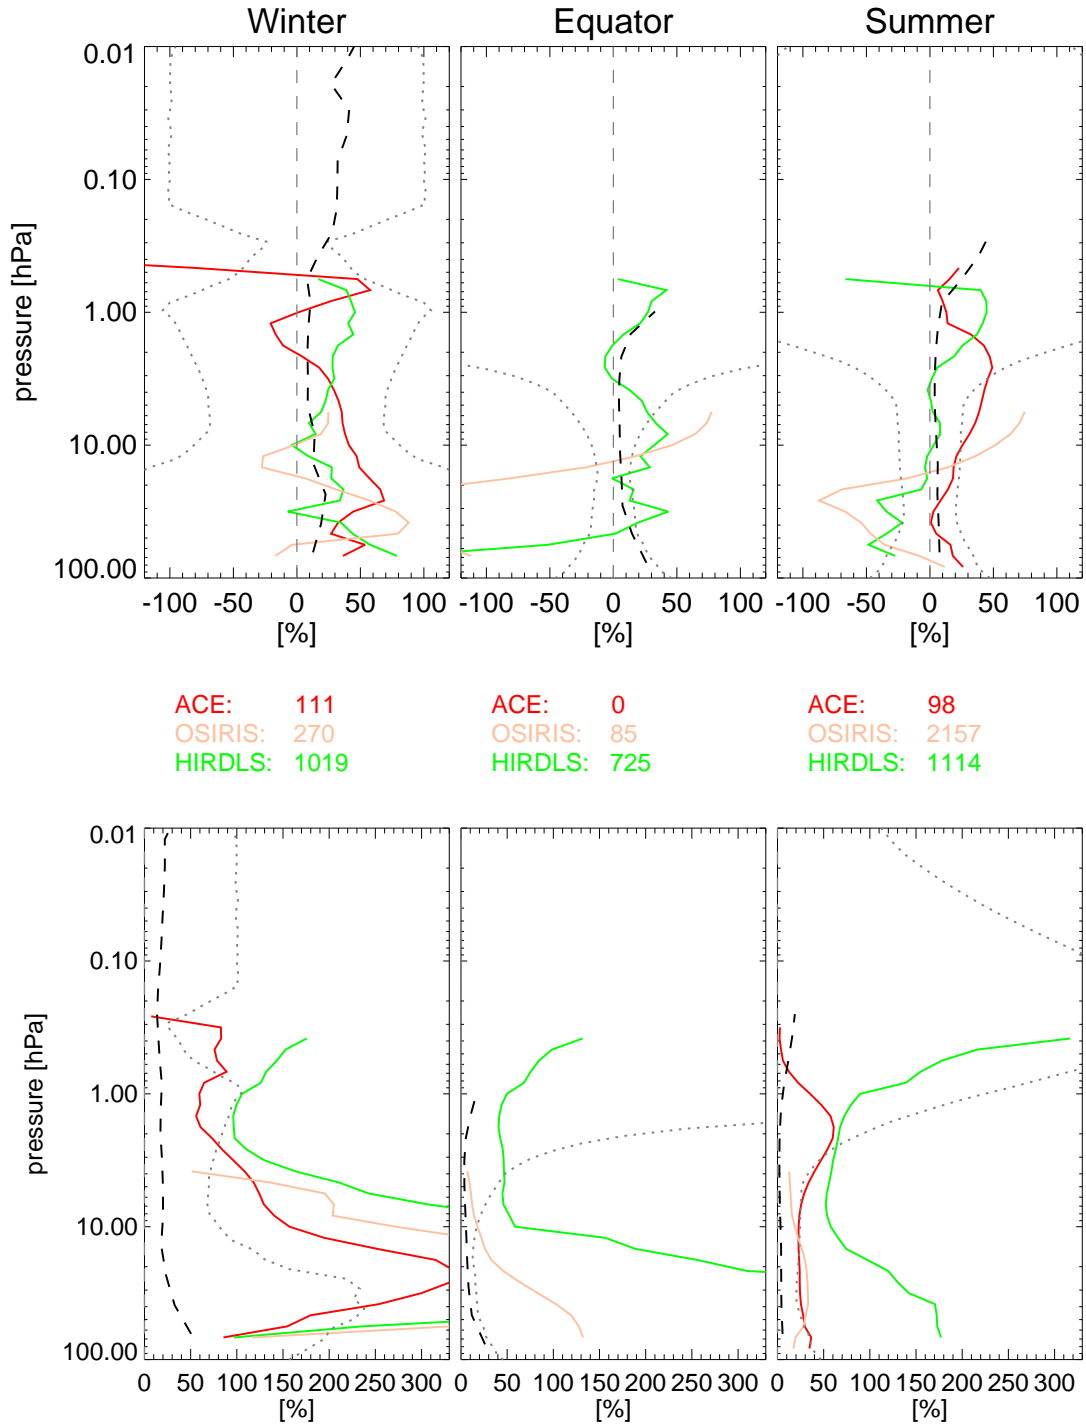 Winter Equator Summer
0.01
0.10
1.00
10.00
100.00
pressure [hPa]
-100 -50 0 50 100 -100 -50 0 50 100 -100 -50 0 50 100
[%] [%] [%]
ACE: 111 ACE: 0 ACE: 98
OSIRIS: 270 OSIRIS: 85 OSIRIS: 2157
HIRDLS: 1019 HIRDLS: 725 HIRDLS: 1114
0.01
0.10
1.00
10.00
100.00
pressure [hPa]
0 50 100 150 200 250 300 0 50 100 150 200 250 300 0 50 100 150 200 250 300
[%] [%] [%]